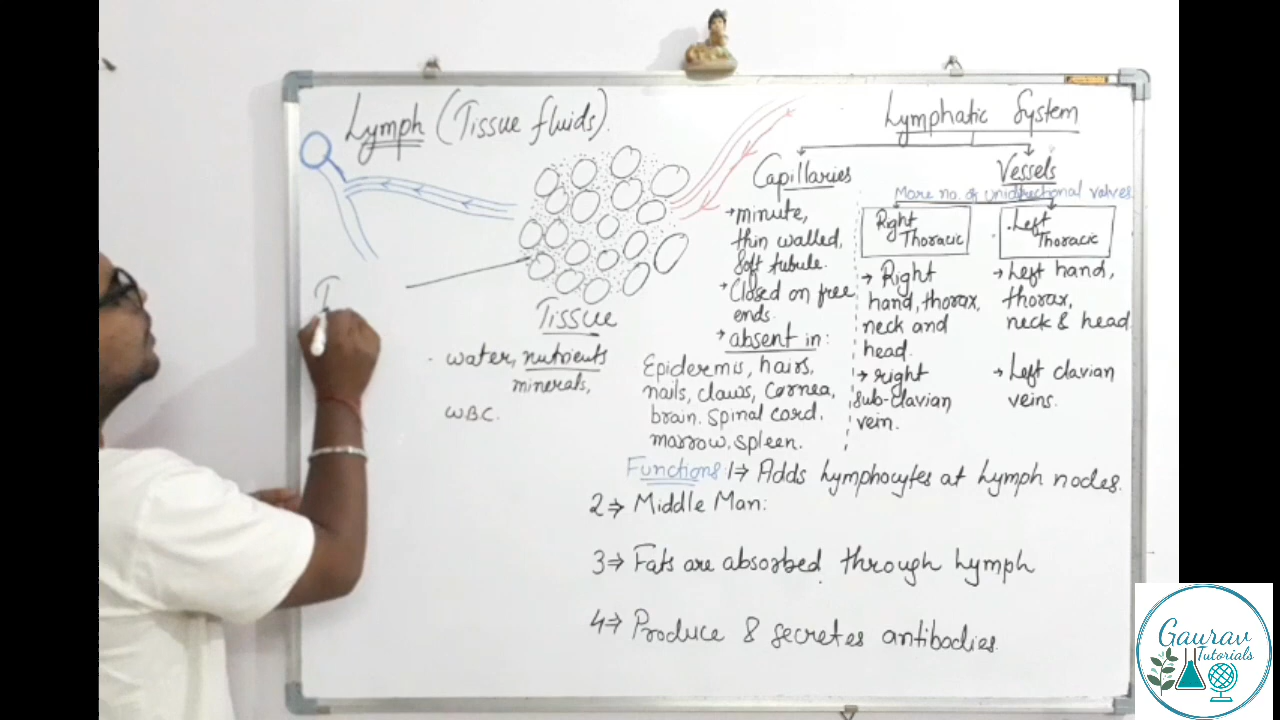 Lymph (Tissue fluids).
Tissue
· water, nutrients
minerals,
WBC.
I
Lymphatic System
Capillaries
→ minute,
thin walled,
soft tubule.
→ Closed on free
ends.
→ absent in:
Epidermis, hairs,
nails, claws, cornea,
brain, spinal cord,
marrow, spleen.
Vessels
More no. of unidirectional valves
Right
Thoracic
→ Right
hand, thorax,
neck and
head.
→ right
sub-clavian
vein.
Left
Thoracic
→ Left hand,
thorax,
neck & head
→ Left clavian
veins.
Functions: 1⇒ Adds lymphocytes at lymph nodes.
2⇒ Middle Man:
3⇒ Fats are absorbed through lymph
4⇒ Produce & secretes antibodies.
Gaurav
Tutorials